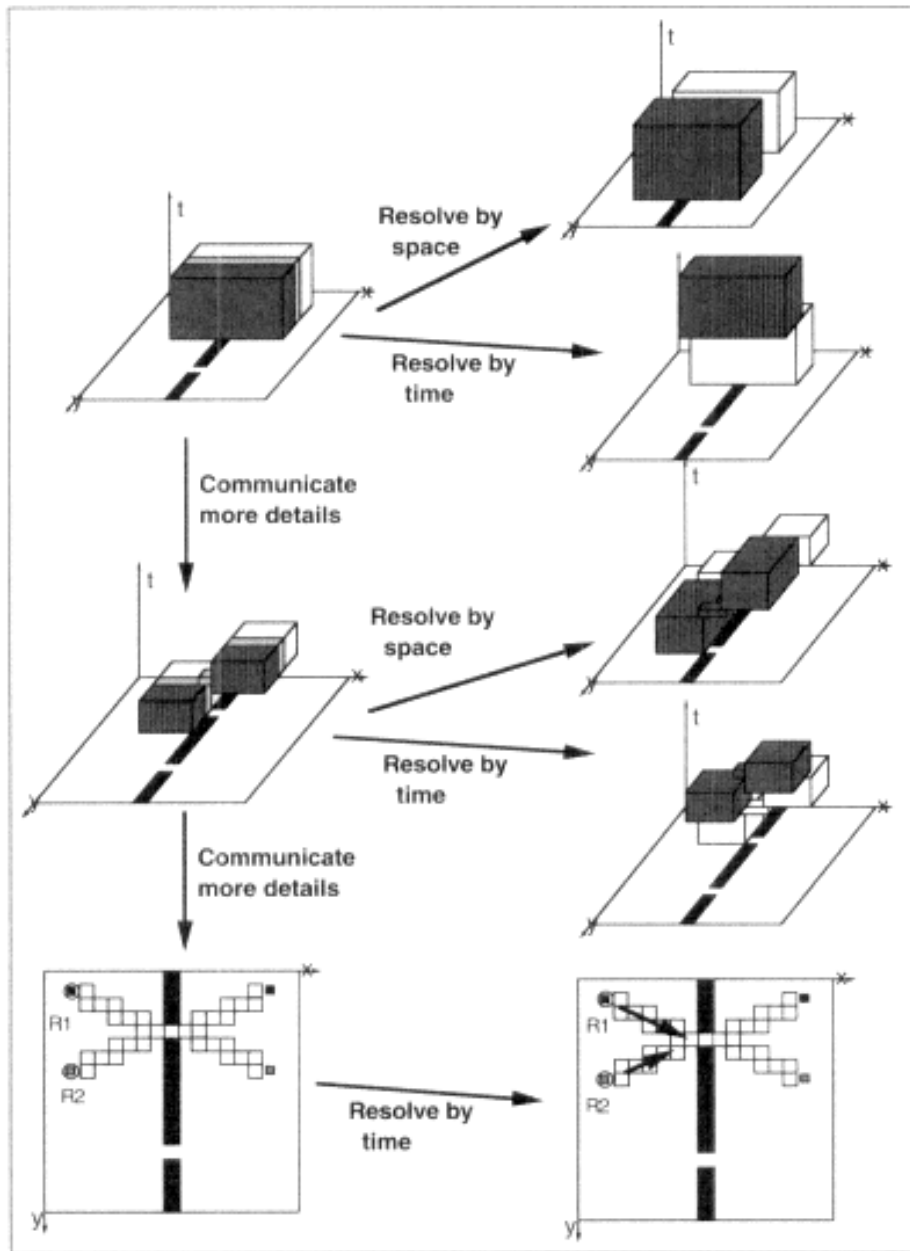 t
x
t
Resolve by
space
x
y
t
Resolve by
time
x
y
x
y
Communicate
more details
t
t
Resolve by
space
x
y
x
y
Resolve by
time
t
x
y
Communicate
more details
x
R1
R2
y
Resolve by
time
x
R1
R2
y